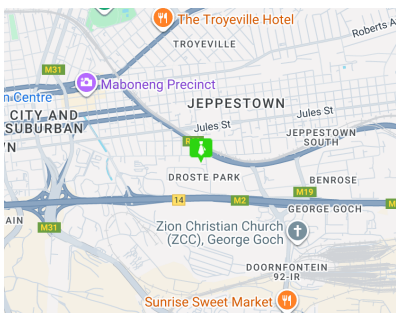 The Troyeville Hotel
TROYEVILLE
Roberts A
M31
Maboneng Precinct
n Centre
JEPPESTOWN
CITY AND
SUBURBAN
Jules St
Jules St
WN
JEPPESTOWN
SOUTH
R
DROSTE PARK
BENROSE
M19
14
M2
M
GEORGE GOCH
AIN
M31
Zion Christian Church
(ZCC), George Goch
DOORNFONTEIN
92-IR
Sunrise Sweet Market